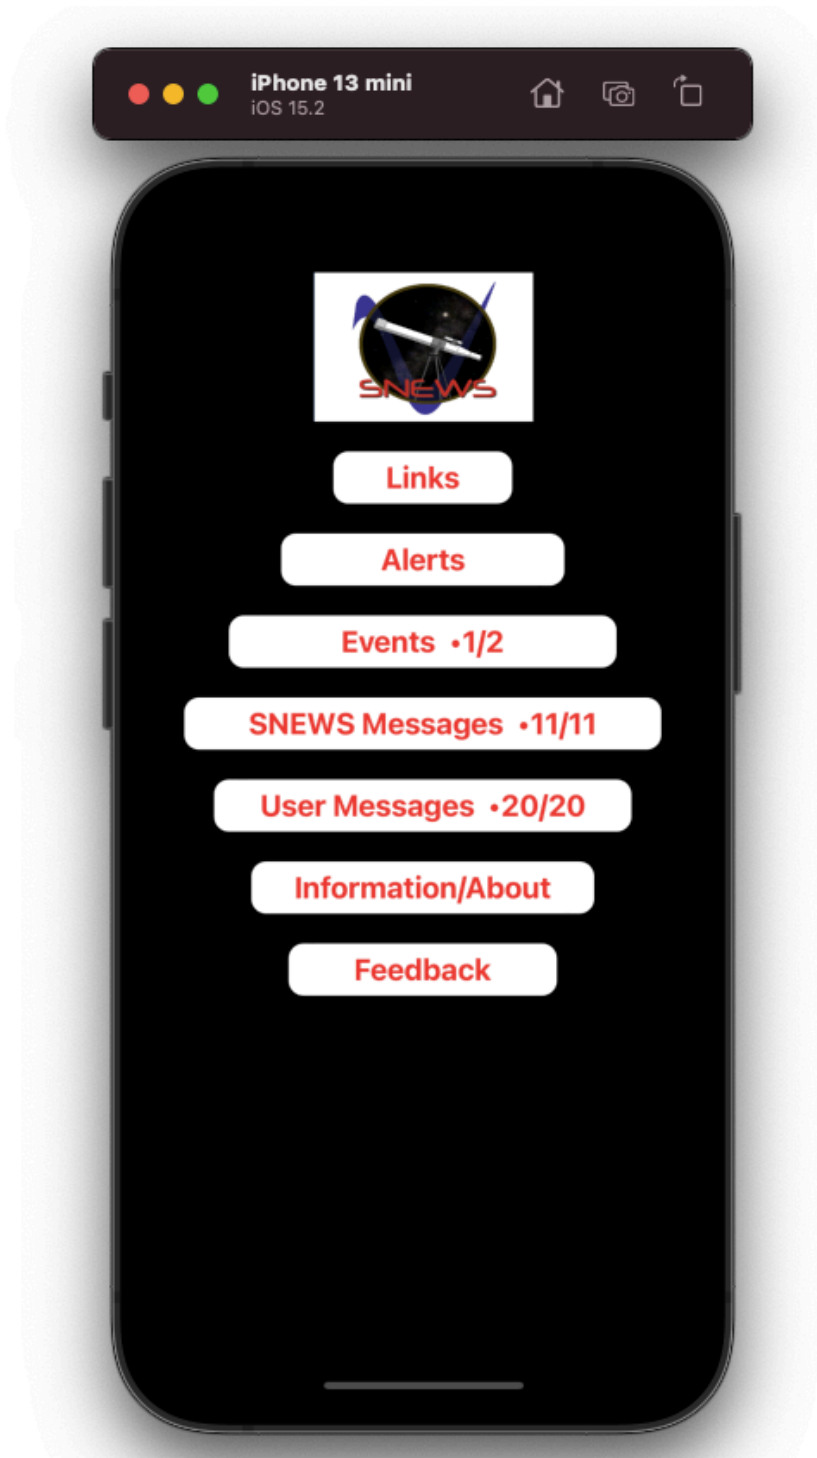 iPhone 13 mini
iOS 15.2
SNEWS
Links
Alerts
Events •1/2
SNEWS Messages •11/11
User Messages •20/20
Information/About
Feedback